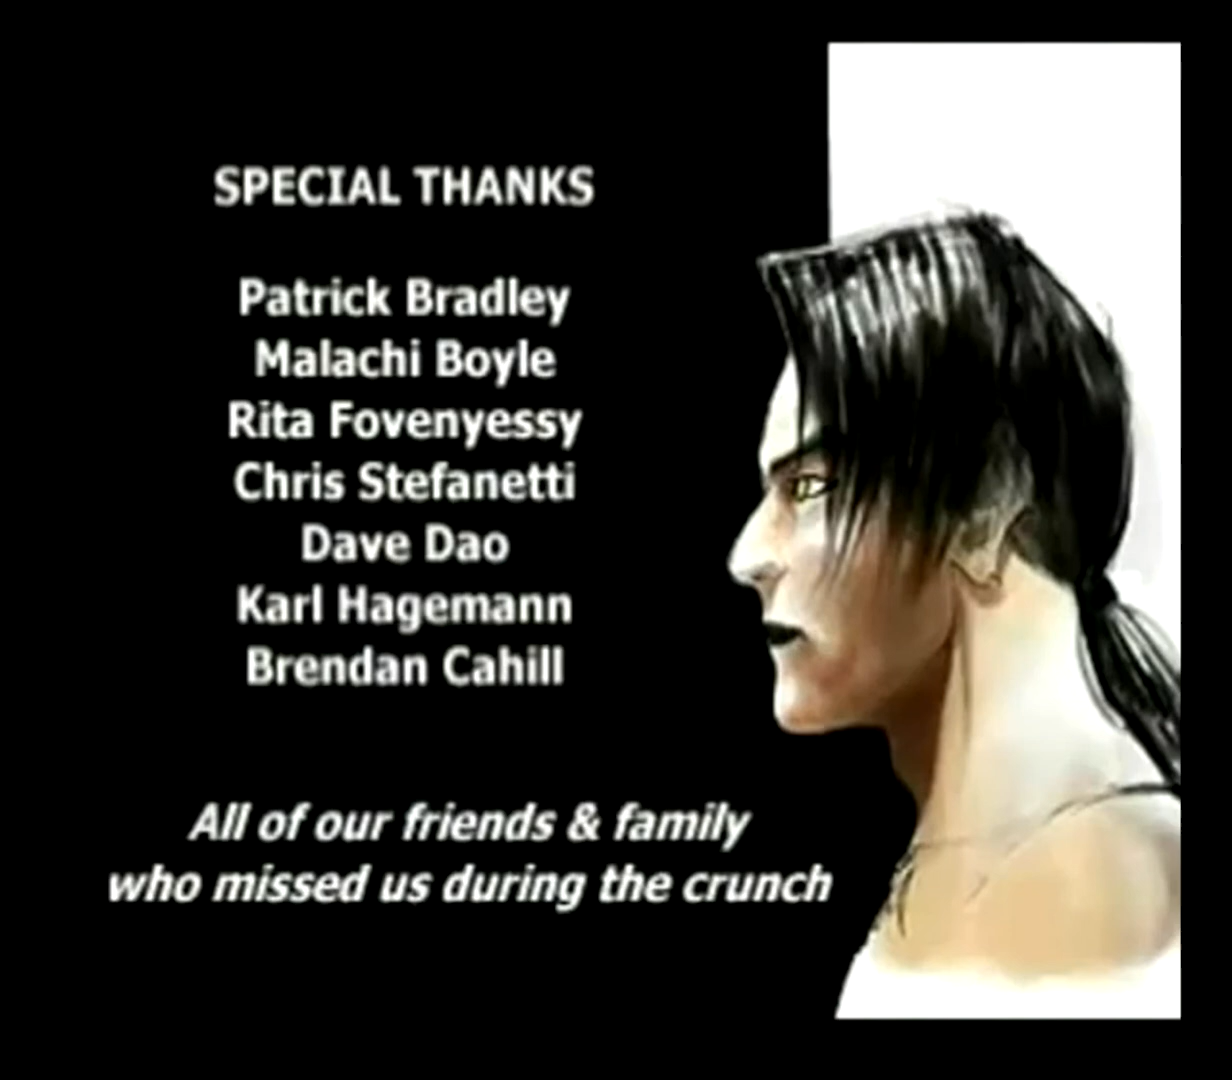 SPECIAL THANKS
Patrick Bradley
Malachi Boyle
Rita Fovenyessy
Chris Stefanetti
Dave Dao
Karl Hagemann
Brendan Cahill
All of our friends & family
who missed us during the crunch